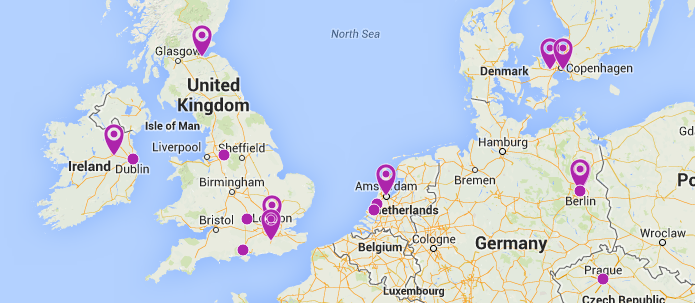 North Sea
Glasgow
United
Kingdom
Denmark
Copenhagen
Isle of Man
Hamburg
Liverpool
Sheffield
Ireland
Dublin
Bremen
Birmingham
Amsterdam
Berlin
Netherlands
Po
Bristol
London
Wroclaw
Belgium
Cologne
Germany
Prague
Luxembourg
Czech Republic